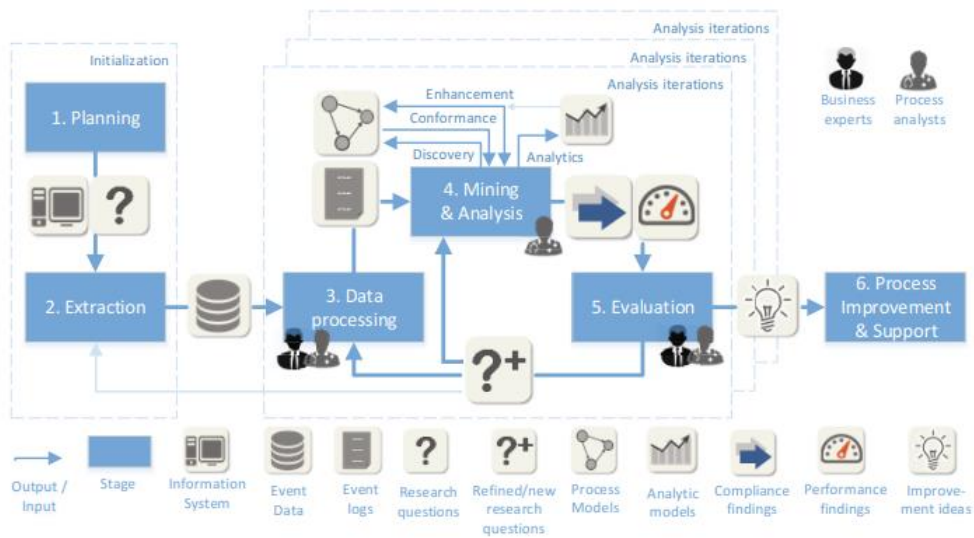 Analysis iterations
Analysis iterations
Analysis iterations
Initialization
1. Planning
Enhancement
Conformance
Discovery
Analytics
Business
experts
Process
analysts
4. Mining
& Analysis
?
2. Extraction
3. Data
processing
5. Evaluation
6. Process
Improvement
& Support
?+
?
?+
Output /
Input
Stage
Information
System
Event
Data
Event
logs
Research
questions
Refined/new
research
questions
Process
Models
Analytic
models
Compliance
findings
Performance
findings
Improve-
ment ideas